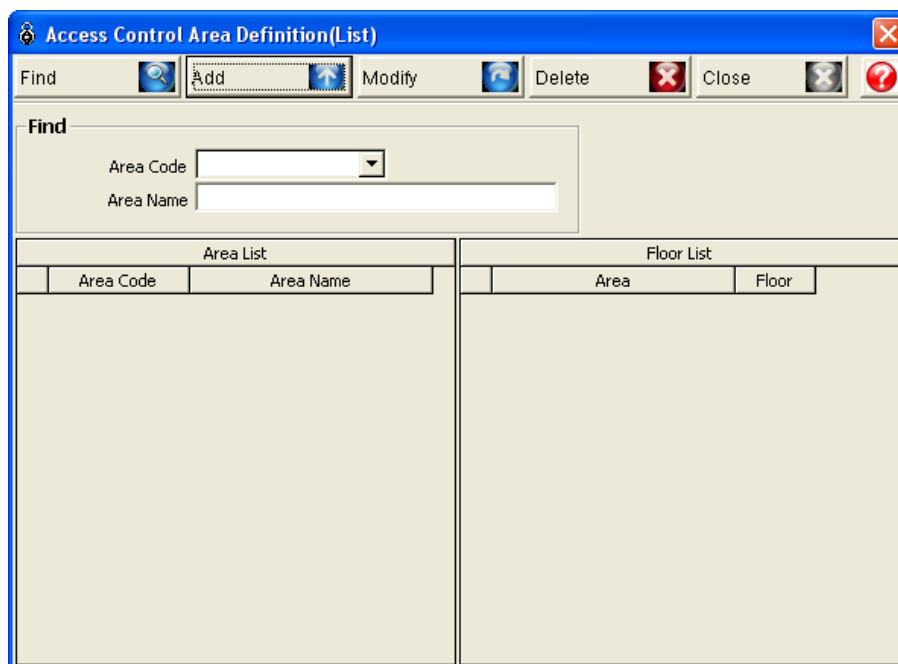 Access Control Area Definition(List)
Find Add Modify Delete Close ?
Find
Area Code
Area Name
Area List Floor List
Area Code Area Name Area Floor